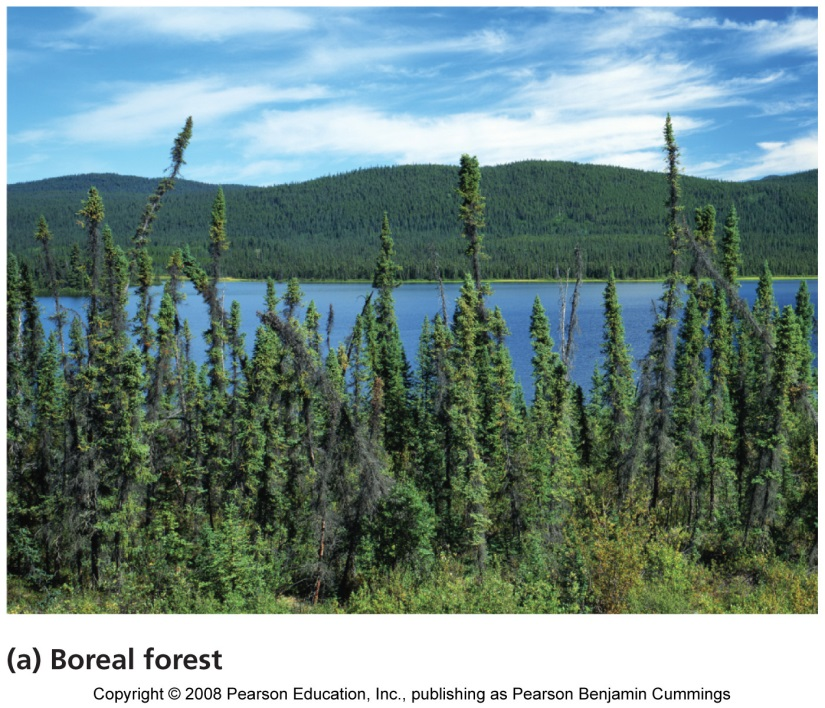 (a) Boreal forest
Copyright © 2008 Pearson Education, Inc., publishing as Pearson Benjamin Cummings